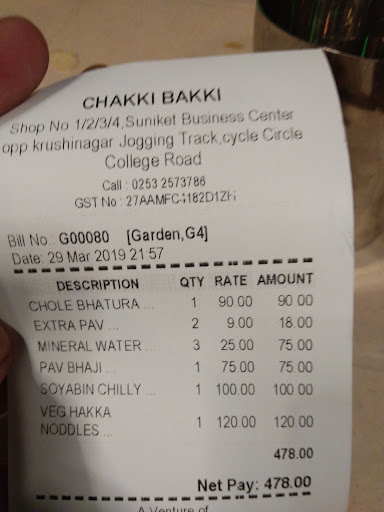 CHAKKI BAKKI
Shop No 1/2/3/4,Suniket Business Center
opp.krushinagar Jogging Track,cycle Circle
College Road
Call : 0253 2573786
GST No : 27AAMFC4182D1ZH
Bill No.: G00080 [Garden,G4]
Date: 29 Mar 2019 21:57
DESCRIPTION QTY RATE AMOUNT
CHOLE BHATURA ... 1 90.00 90.00
EXTRA PAV ... 2 9.00 18.00
MINERAL WATER ... 3 25.00 75.00
PAV BHAJI ... 1 75.00 75.00
SOYABIN CHILLY ... 1 100.00 100.00
VEG HAKKA
NODDLES ... 1 120.00 120.00
478.00
Net Pay: 478.00
A Venture of